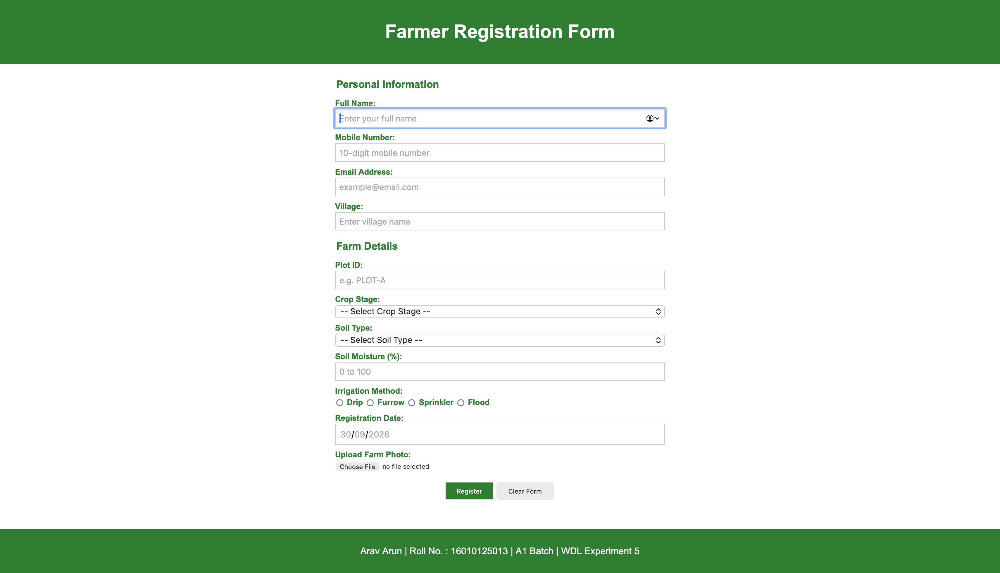 Farmer Registration Form
Personal Information
Full Name:
Enter your full name
Mobile Number:
10-digit mobile number
Email Address:
example@email.com
Village:
Enter village name
Farm Details
Plot ID:
e.g. PLOT-A
Crop Stage:
-- Select Crop Stage --
Soil Type:
-- Select Soil Type --
Soil Moisture (%):
0 to 100
Irrigation Method:
Drip Furrow Sprinkler Flood
Registration Date:
30/09/2026
Upload Farm Photo:
Choose File no file selected
Register Clear Form
Arav Arun | Roll No. : 16010125013 | A1 Batch | WDL Experiment 5